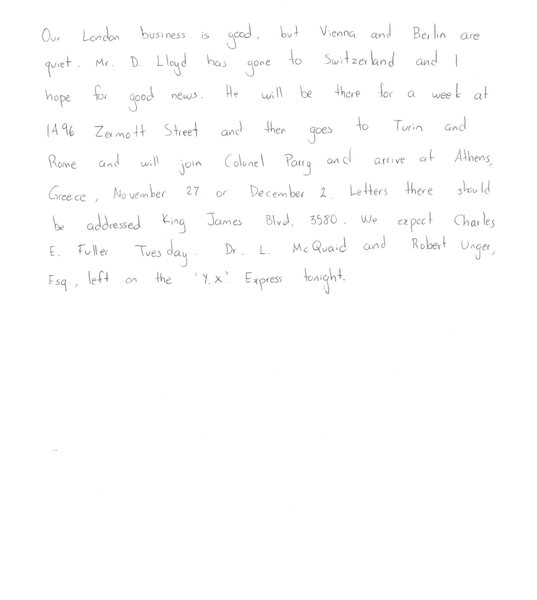 Our London business is good, but Vienna and Berlin are
quiet. Mr. D. Lloyd has gone to Switzerland and I
hope for good news. He will be there for a week at
1496 Zermott Street and then goes to Turin and
Rome and will join Colonel Parry and arrive at Athens,
Greece, November 27 or December 2. Letters there should
be addressed King James Blvd. 3580. We expect Charles
E. Fuller Tuesday. Dr. L. McQuaid and Robert Unger,
Esq., left on the 'Y.X.' Express tonight.